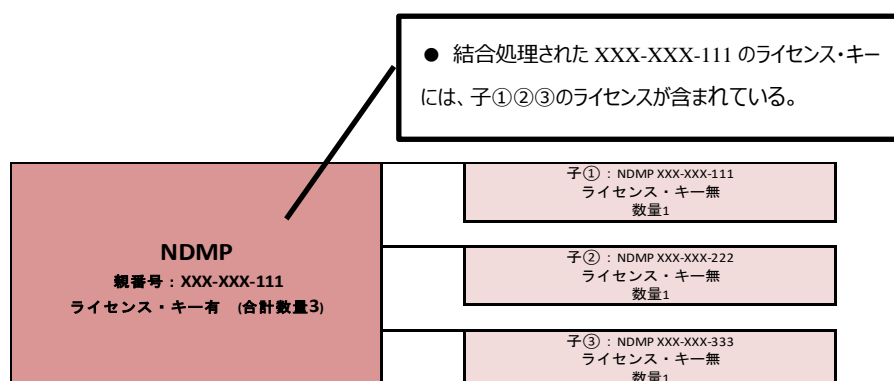 ● 結合処理された XXX-XXX-111 のライセンス・キー
には、子①②③のライセンスが含まれている。
NDMP
親番号：XXX-XXX-111
ライセンス・キー有 (合計数量3)
子①：NDMP XXX-XXX-111
ライセンス・キー無
数量1
子②：NDMP XXX-XXX-222
ライセンス・キー無
数量1
子③：NDMP XXX-XXX-333
ライセンス・キー無
数量1